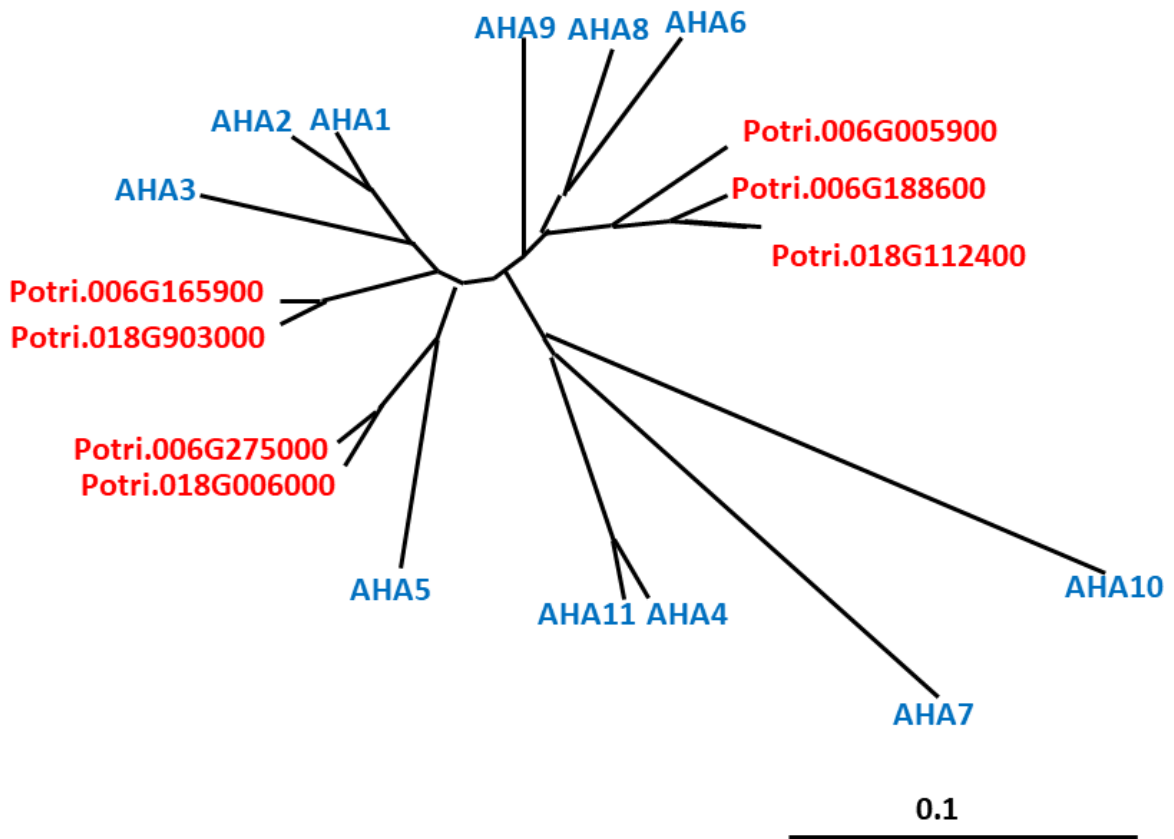 AHA9 AHA8 AHA6
AHA2 AHA1
Potri.006G005900
AHA3
Potri.006G188600
Potri.018G112400
Potri.006G165900
Potri.018G903000
Potri.006G275000
Potri.018G006000
AHA5
AHA10
AHA11 AHA4
AHA7
0.1